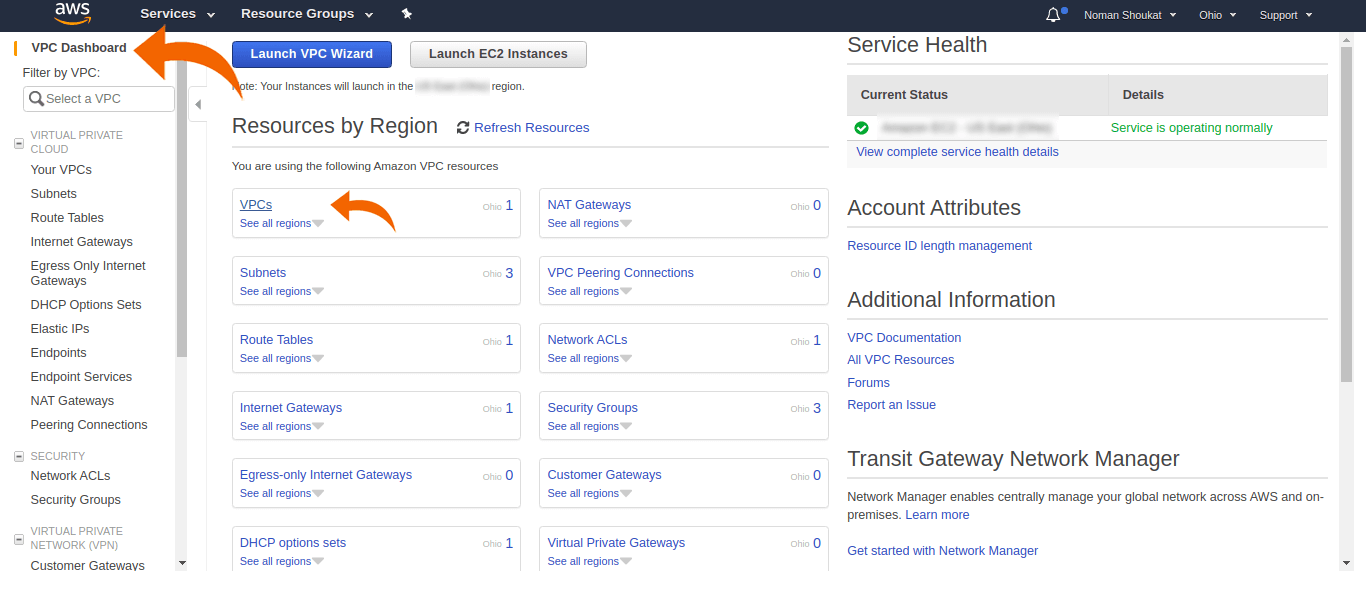 aws
Services
Resource Groups
Noman Shoukat
Ohio
Support
VPC Dashboard
Filter by VPC:
Select a VPC
VIRTUAL PRIVATE
CLOUD
Your VPCs
Subnets
Route Tables
Internet Gateways
Egress Only Internet
Gateways
DHCP Options Sets
Elastic IPs
Endpoints
Endpoint Services
NAT Gateways
Peering Connections
SECURITY
Network ACLs
Security Groups
VIRTUAL PRIVATE
NETWORK (VPN)
Customer Gateways
Launch VPC Wizard
Launch EC2 Instances
Note: Your Instances will launch in the US East (Ohio) region.
Resources by Region
Refresh Resources
You are using the following Amazon VPC resources
VPCs Ohio 1
See all regions
NAT Gateways Ohio 0
See all regions
Subnets Ohio 3
See all regions
VPC Peering Connections Ohio 0
See all regions
Route Tables Ohio 1
See all regions
Network ACLs Ohio 1
See all regions
Internet Gateways Ohio 1
See all regions
Security Groups Ohio 3
See all regions
Egress-only Internet Gateways Ohio 0
See all regions
Customer Gateways Ohio 0
See all regions
DHCP options sets Ohio 1
See all regions
Virtual Private Gateways Ohio 0
See all regions
Service Health
Current Status
Details
Amazon EC2 - US East (Ohio)
Service is operating normally
View complete service health details
Account Attributes
Resource ID length management
Additional Information
VPC Documentation
All VPC Resources
Forums
Report an Issue
Transit Gateway Network Manager
Network Manager enables centrally manage your global network across AWS and on-
premises. Learn more
Get started with Network Manager